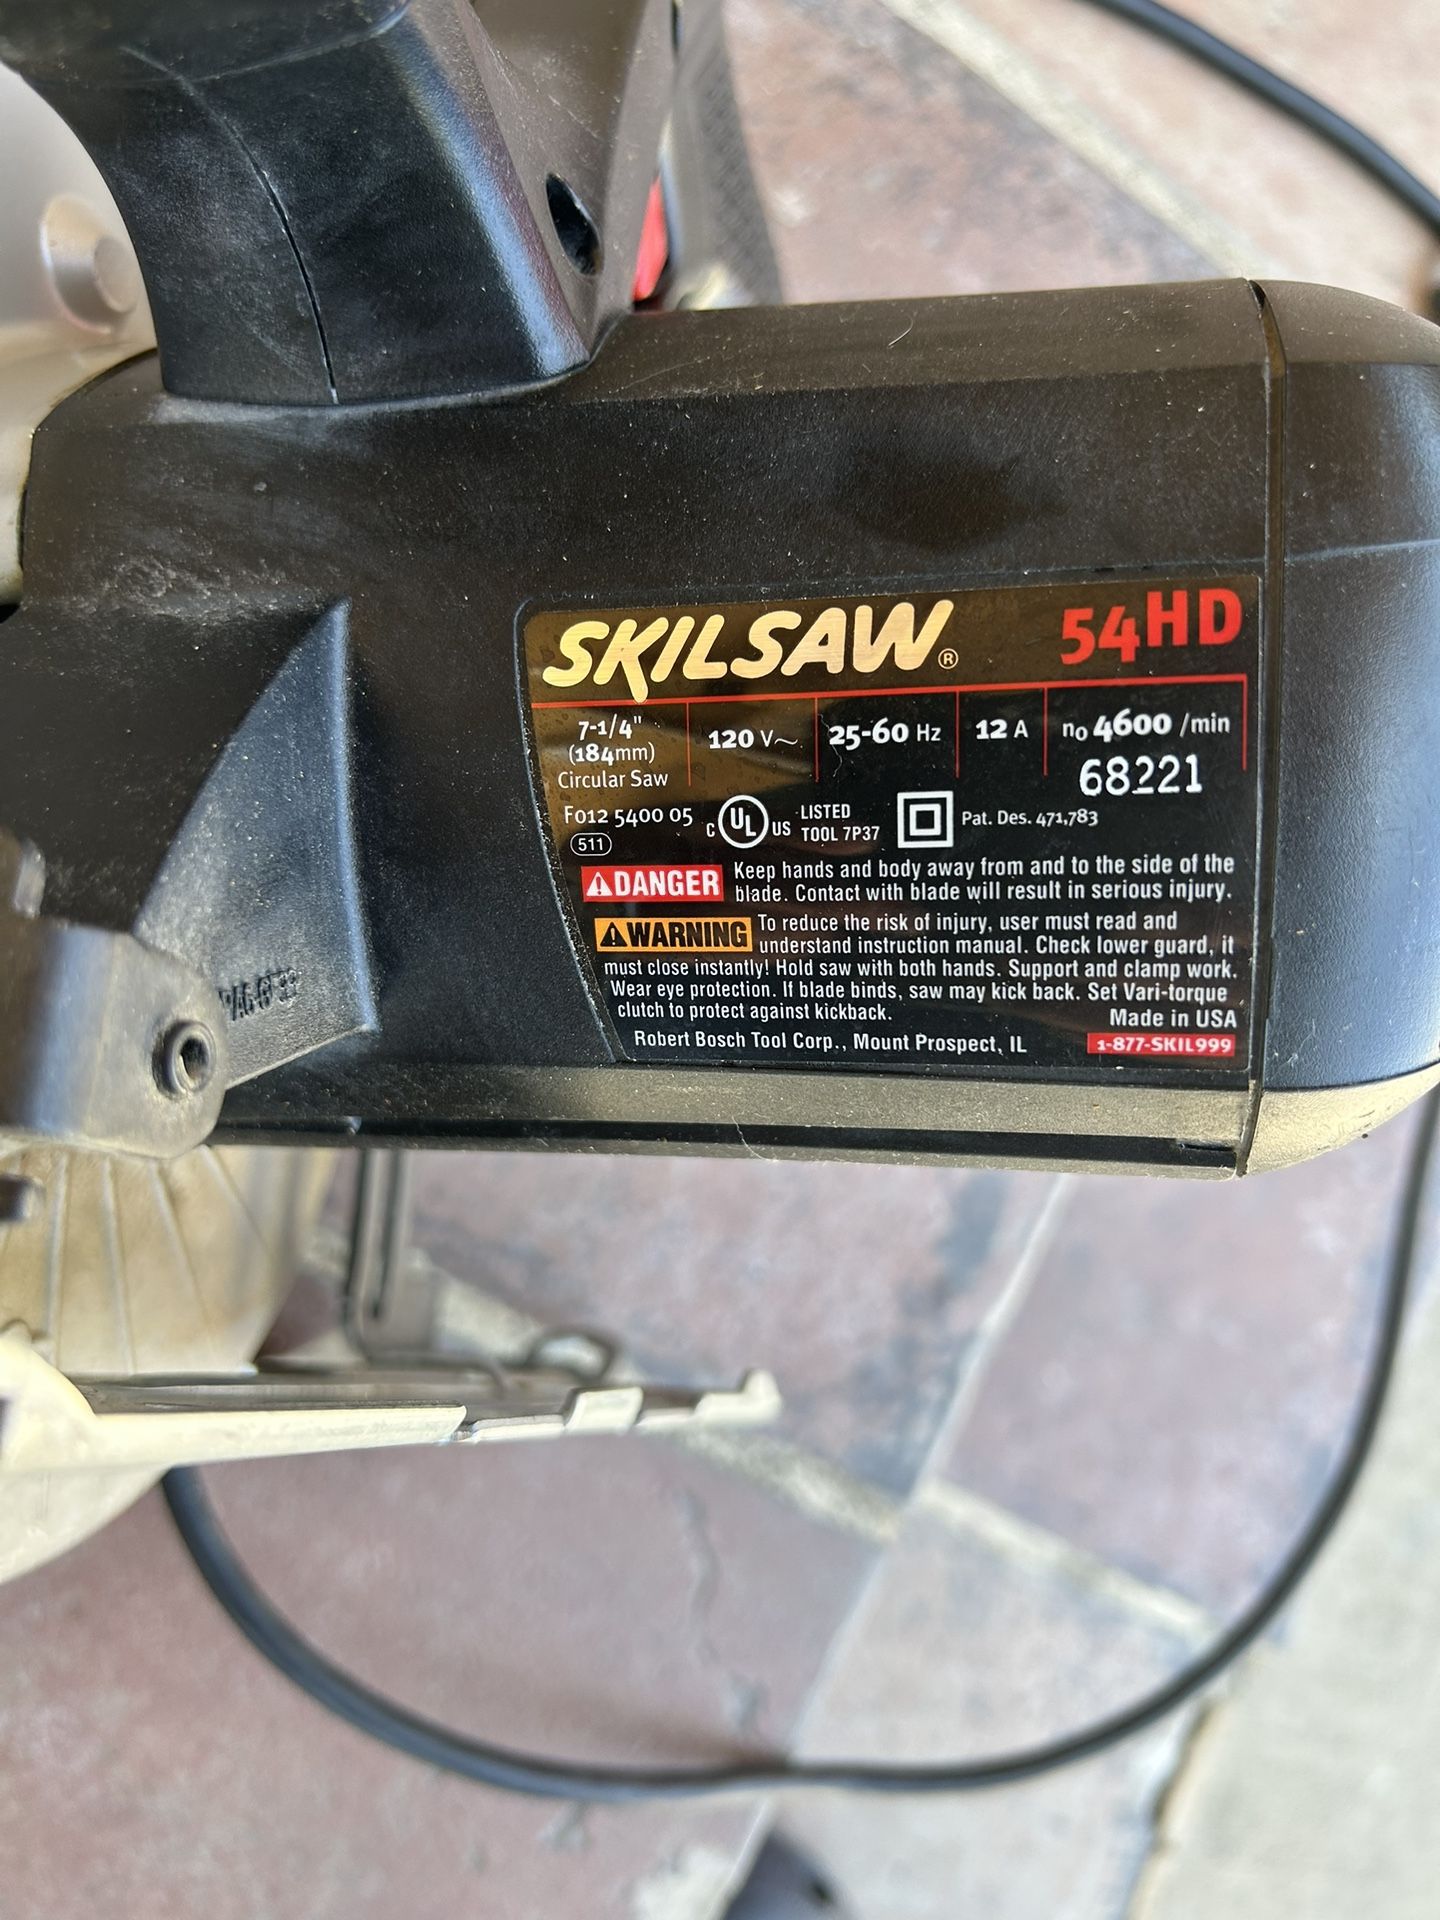 SKILSAW® 54HD
7-1/4" (184mm) Circular Saw
120 V~
25-60 Hz
12 A
no 4600 /min
68221
F012 5400 05
511
C UL US LISTED TOOL 7P37
Pat. Des. 471,783
DANGER Keep hands and body away from and to the side of the
blade. Contact with blade will result in serious injury.
WARNING To reduce the risk of injury, user must read and
understand instruction manual. Check lower guard, it
must close instantly! Hold saw with both hands. Support and clamp work.
Wear eye protection. If blade binds, saw may kick back. Set Vari-torque
clutch to protect against kickback.
Made in USA
Robert Bosch Tool Corp., Mount Prospect, IL
1-877-SKIL999